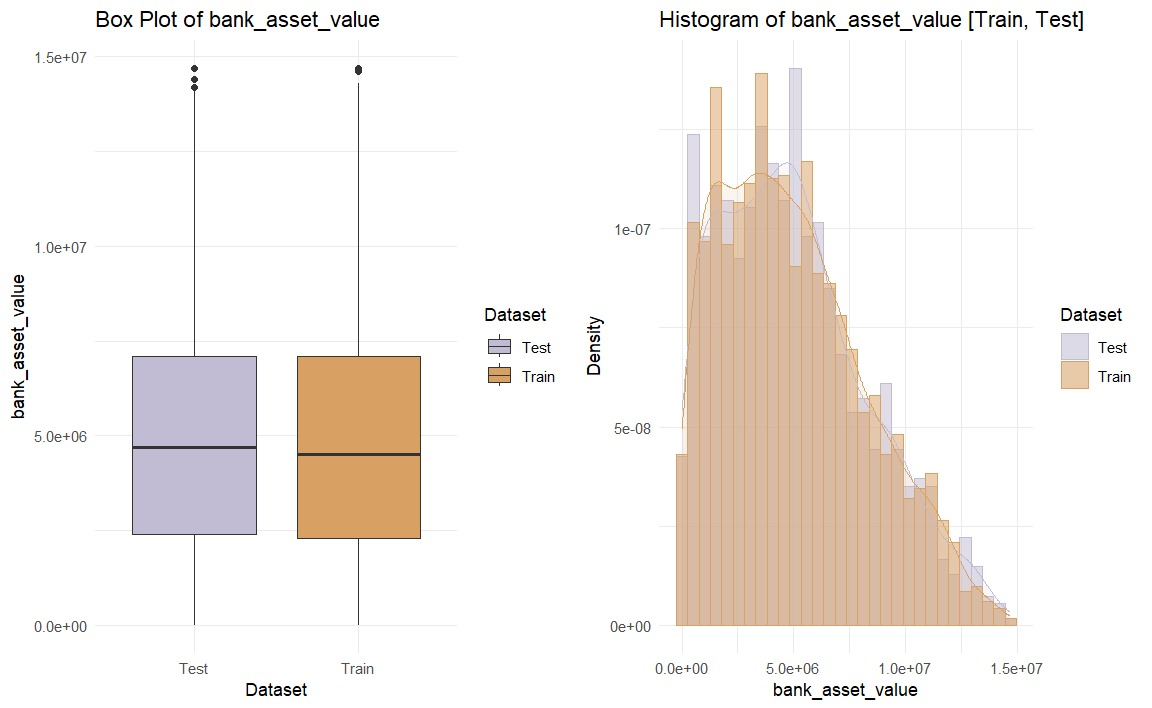 Box Plot of bank_asset_value
1.5e+07
1.0e+07
5.0e+06
0.0e+00
bank_asset_value
Test
Train
Dataset
Dataset
Test
Train
Histogram of bank_asset_value [Train, Test]
1e-07
5e-08
0e+00
Density
0.0e+00
5.0e+06
1.0e+07
1.5e+07
bank_asset_value
Dataset
Test
Train